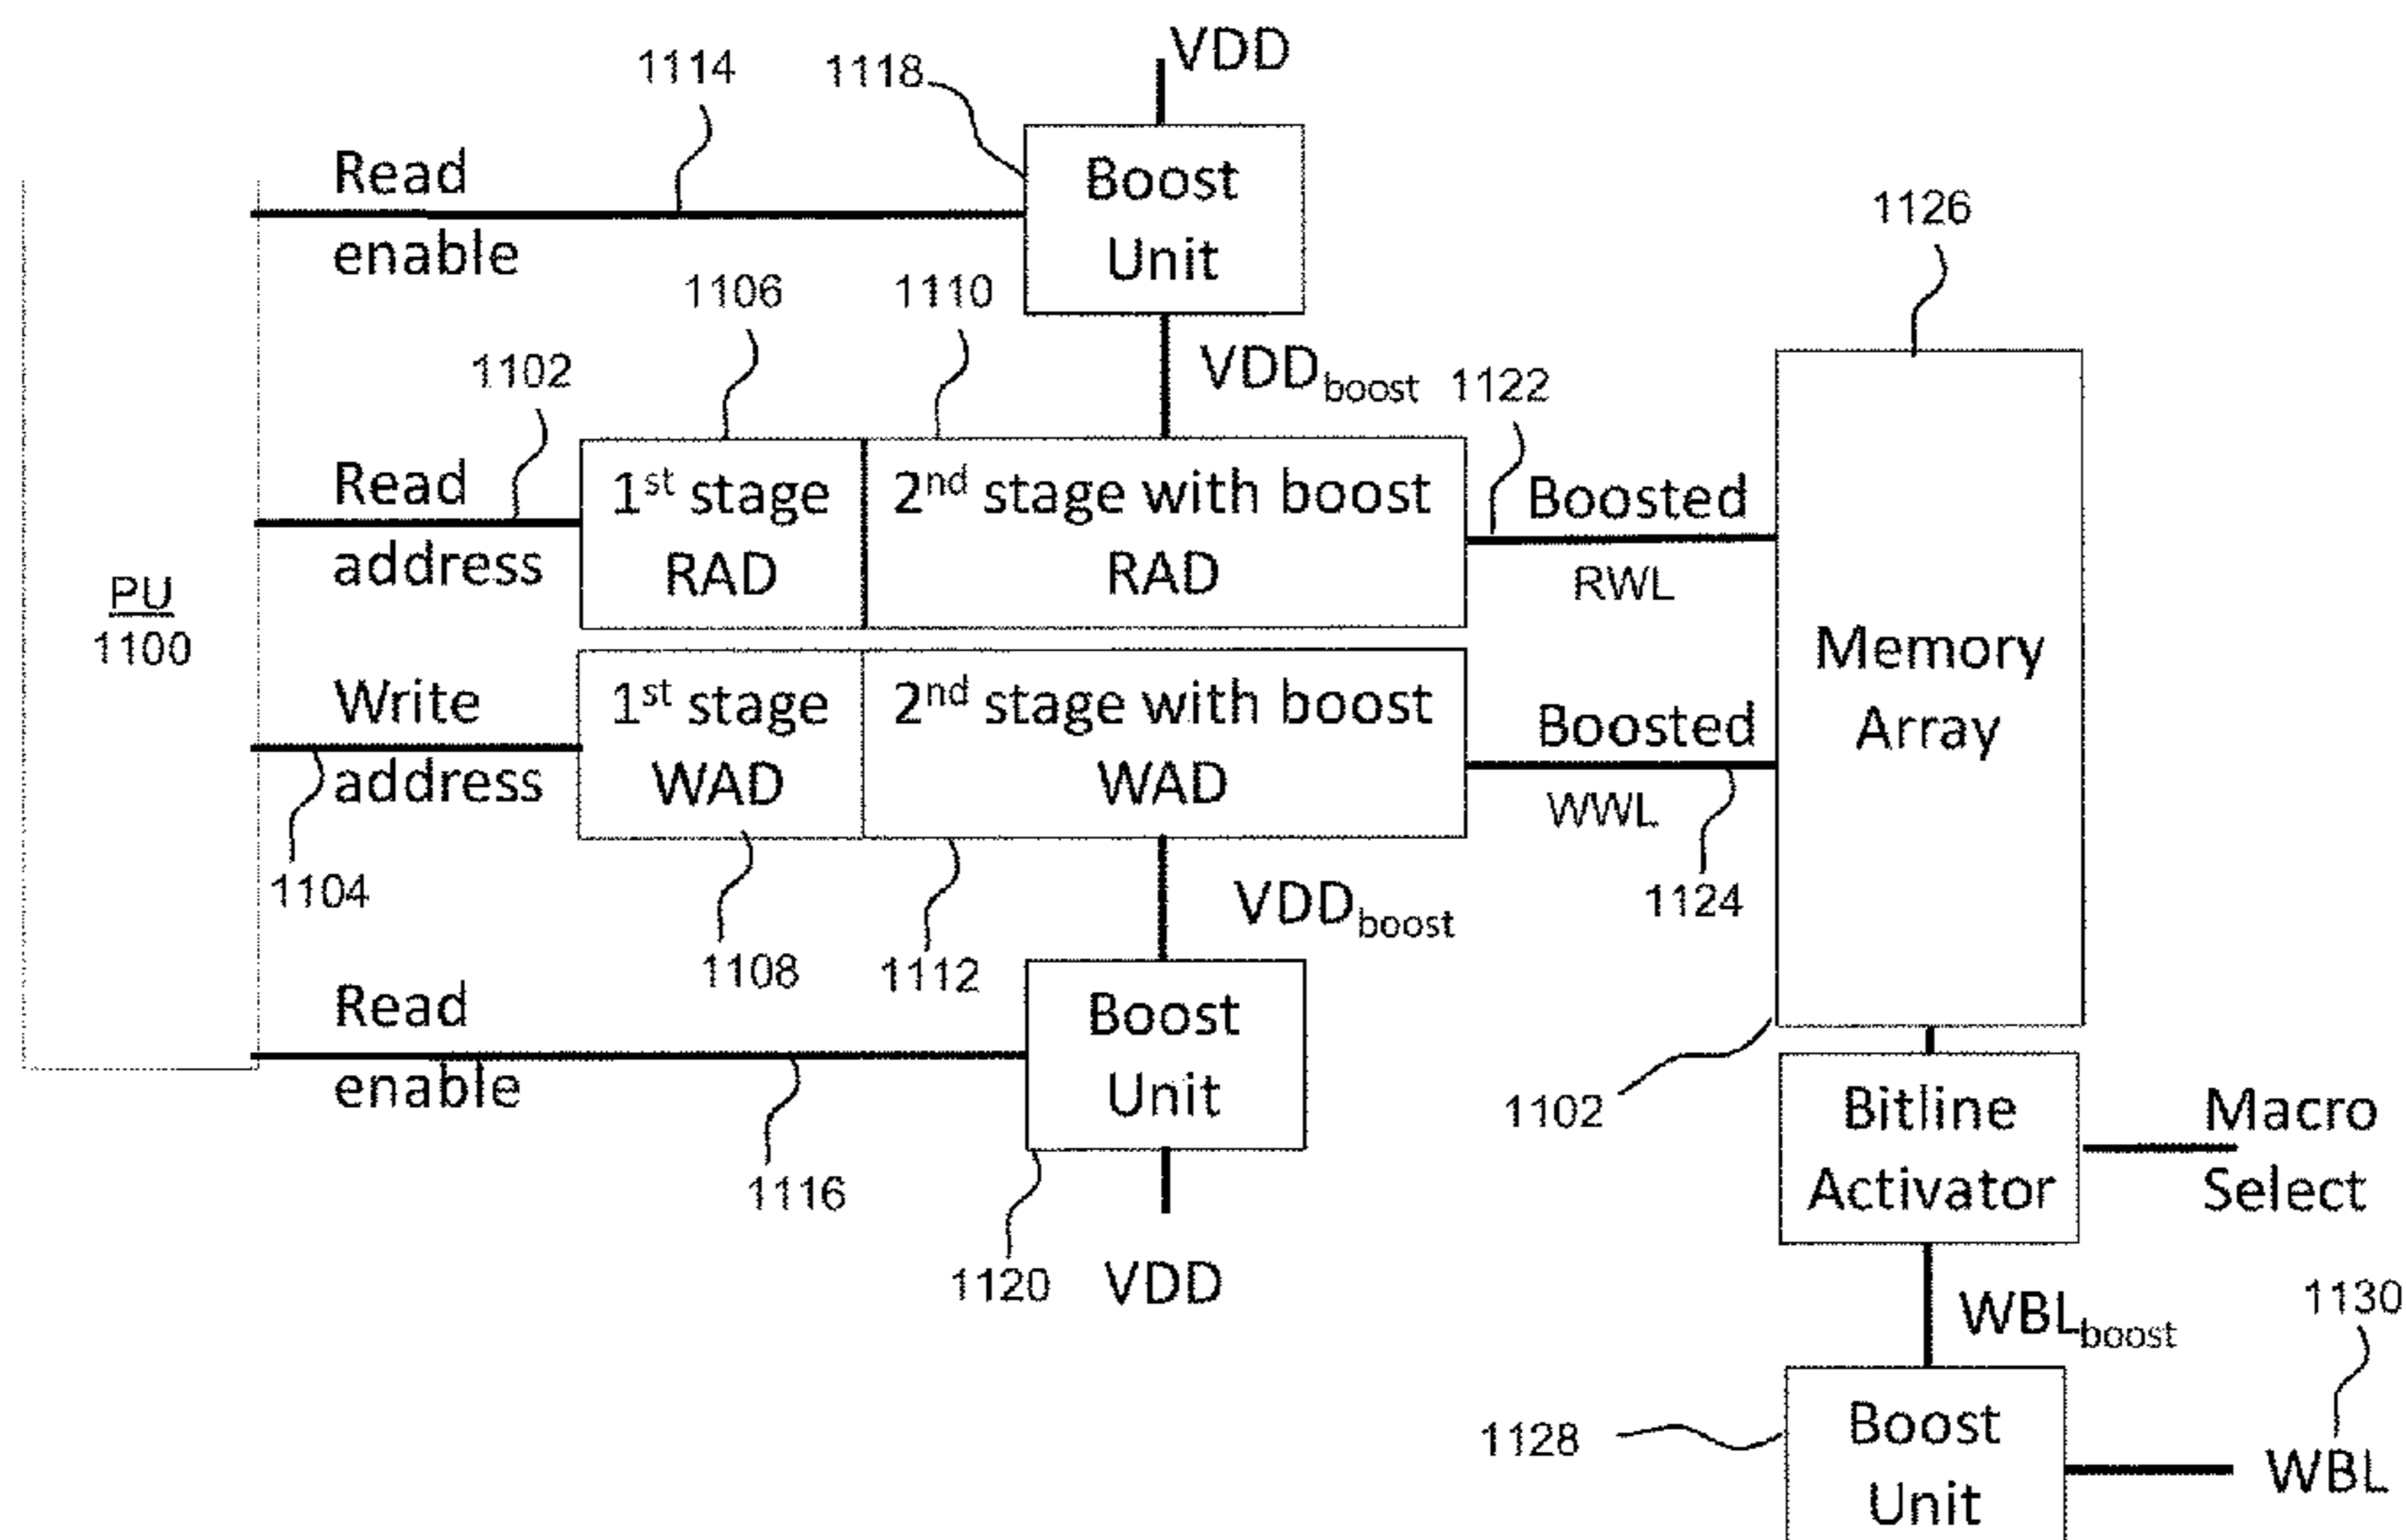 VDD
1114
1118
Read
enable
Boost
Unit
1126
1106
1110
1102
VDDboost
1122
Read
address
1st stage
RAD
2nd stage with boost
RAD
Boosted
RWL
PU
1100
Memory
Array
Write
address
1st stage
WAD
2nd stage with boost
WAD
Boosted
WWL
1104
1124
VDDboost
1108
1112
Read
enable
Boost
Unit
1102
Bitline
Activator
Macro
Select
1116
1120
VDD
WBLboost
1130
1128
Boost
Unit
WBL